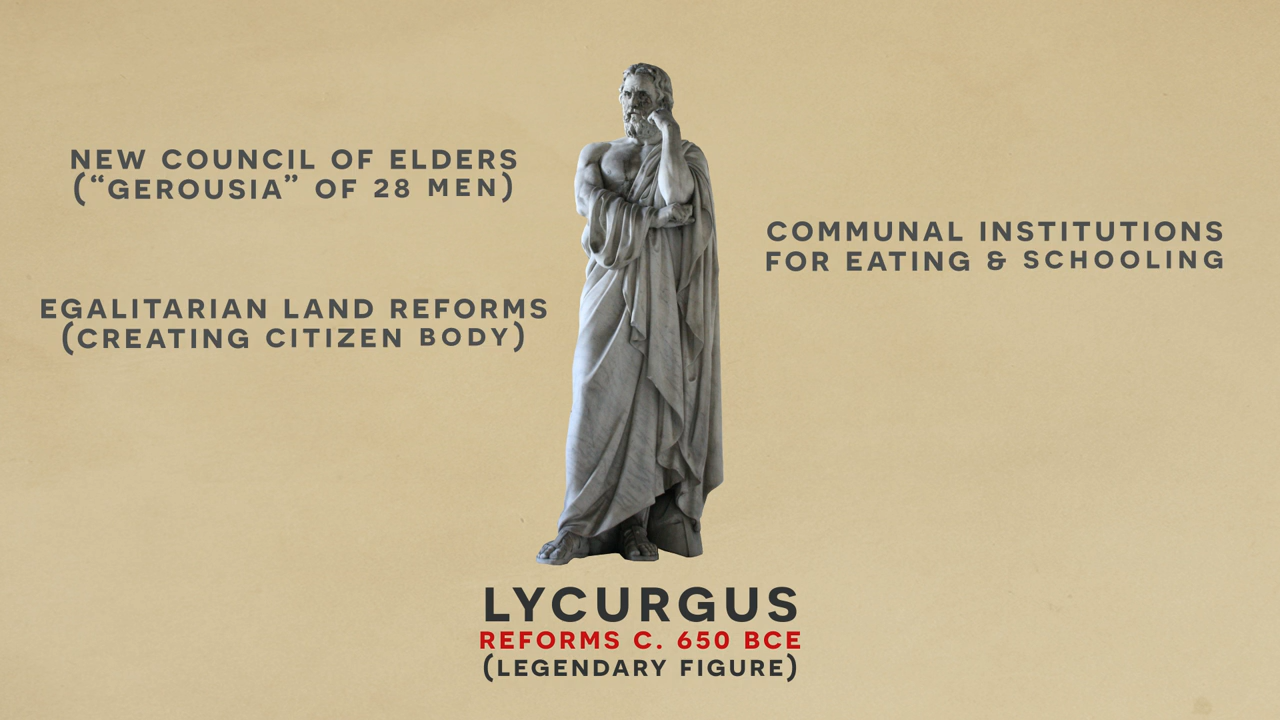 NEW COUNCIL OF ELDERS
(“GEROUSIA” OF 28 MEN)
EGALITARIAN LAND REFORMS
(CREATING CITIZEN BODY)
COMMUNAL INSTITUTIONS
FOR EATING & SCHOOLING
LYCURGUS
REFORMS C. 650 BCE
(LEGENDARY FIGURE)